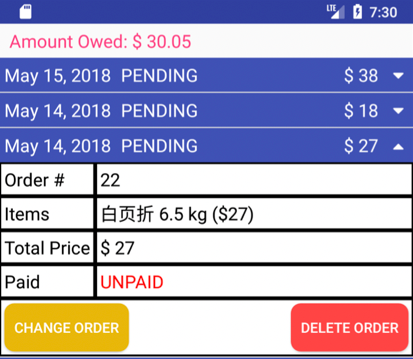 LTE 7:30
Amount Owed: $ 30.05
May 15, 2018 PENDING $ 38
May 14, 2018 PENDING $ 18
May 14, 2018 PENDING $ 27
Order # 22
Items 白页折 6.5 kg ($27)
Total Price $ 27
Paid UNPAID
CHANGE ORDER DELETE ORDER